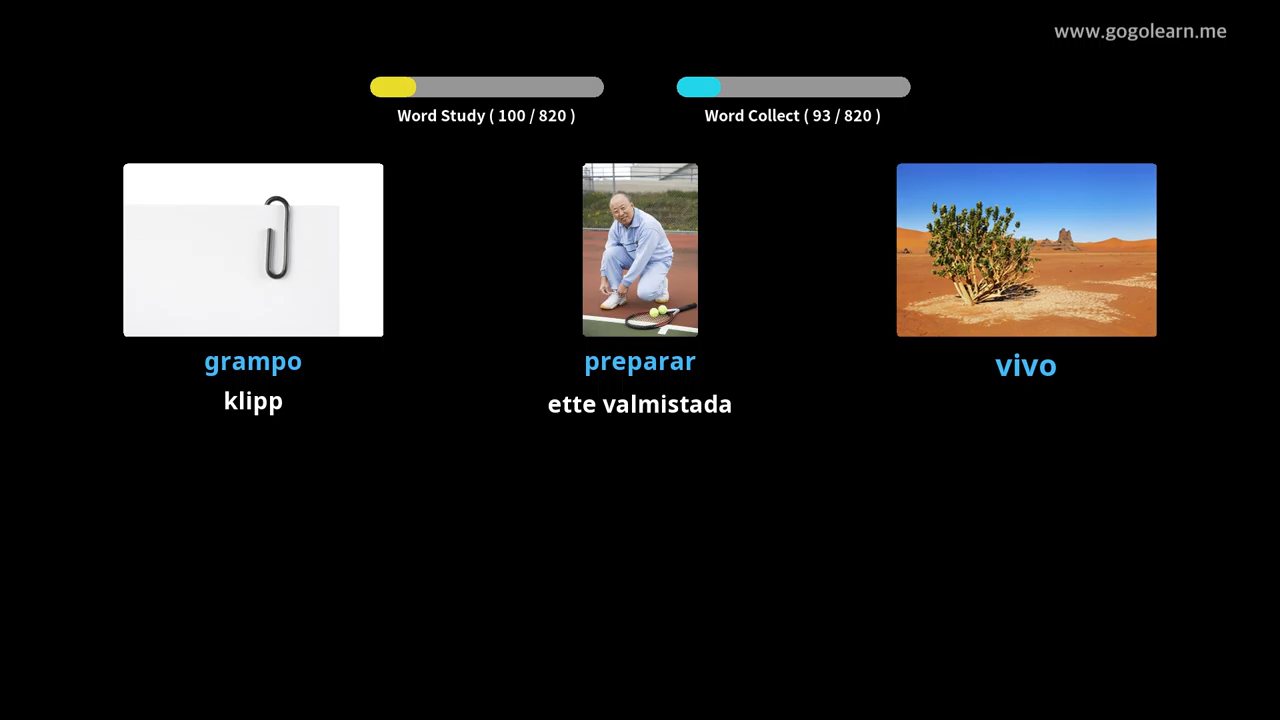 www.gogolearn.me
Word Study ( 100 / 820 )
Word Collect ( 93 / 820 )
grampo
klipp
preparar
ette valmistada
vivo